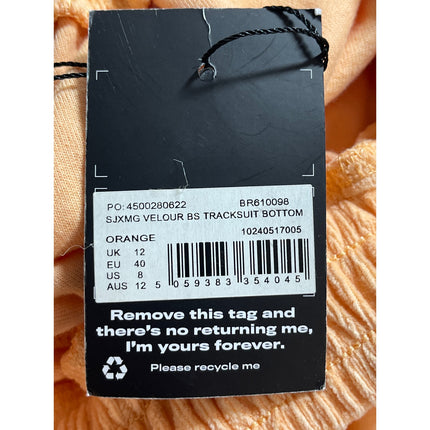 PO: 4500280622 BR610098
SJXMG VELOUR BS TRACKSUIT BOTTOM
ORANGE 10240517005
UK 12
EU 40
US 8
AUS 12 5 059383 354045
Remove this tag and
there's no returning me,
I'm yours forever.
Please recycle me